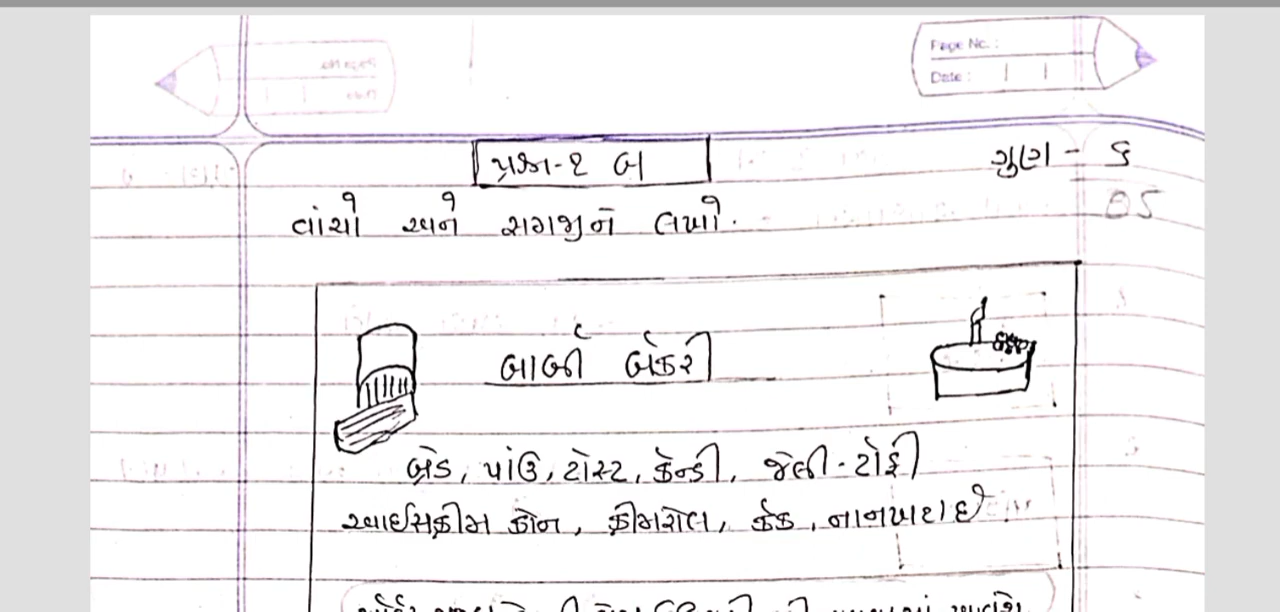 Page No. :
Date :
પ્રશ્ન-૨ બ
ગુણ - ૬
વાંચો અને સમજીને લખો.
05
બાર્બી બેકરી
બ્રેડ, પાંઉ, ટોસ્ટ, કેન્ડી, જેલી-ટોફી
આઈસક્રીમ કોન, ક્રીમરોલ, કેક, નાનખટાઈ